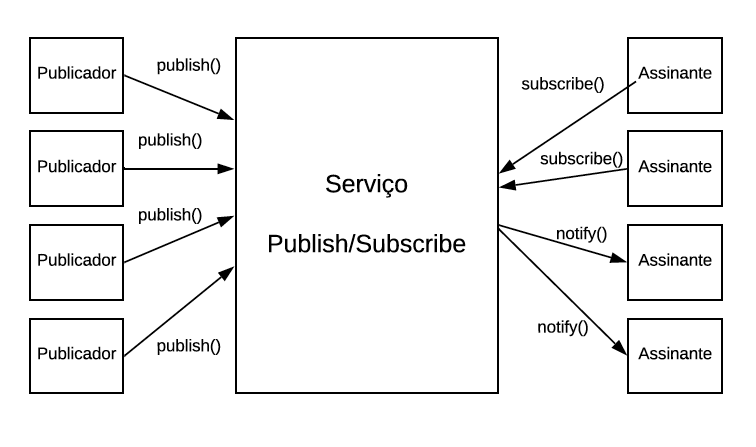 Publicador
publish()
Publicador
publish()
Publicador
publish()
Publicador
publish()
Serviço
Publish/Subscribe
subscribe()
Assinante
subscribe()
Assinante
notify()
Assinante
notify()
Assinante